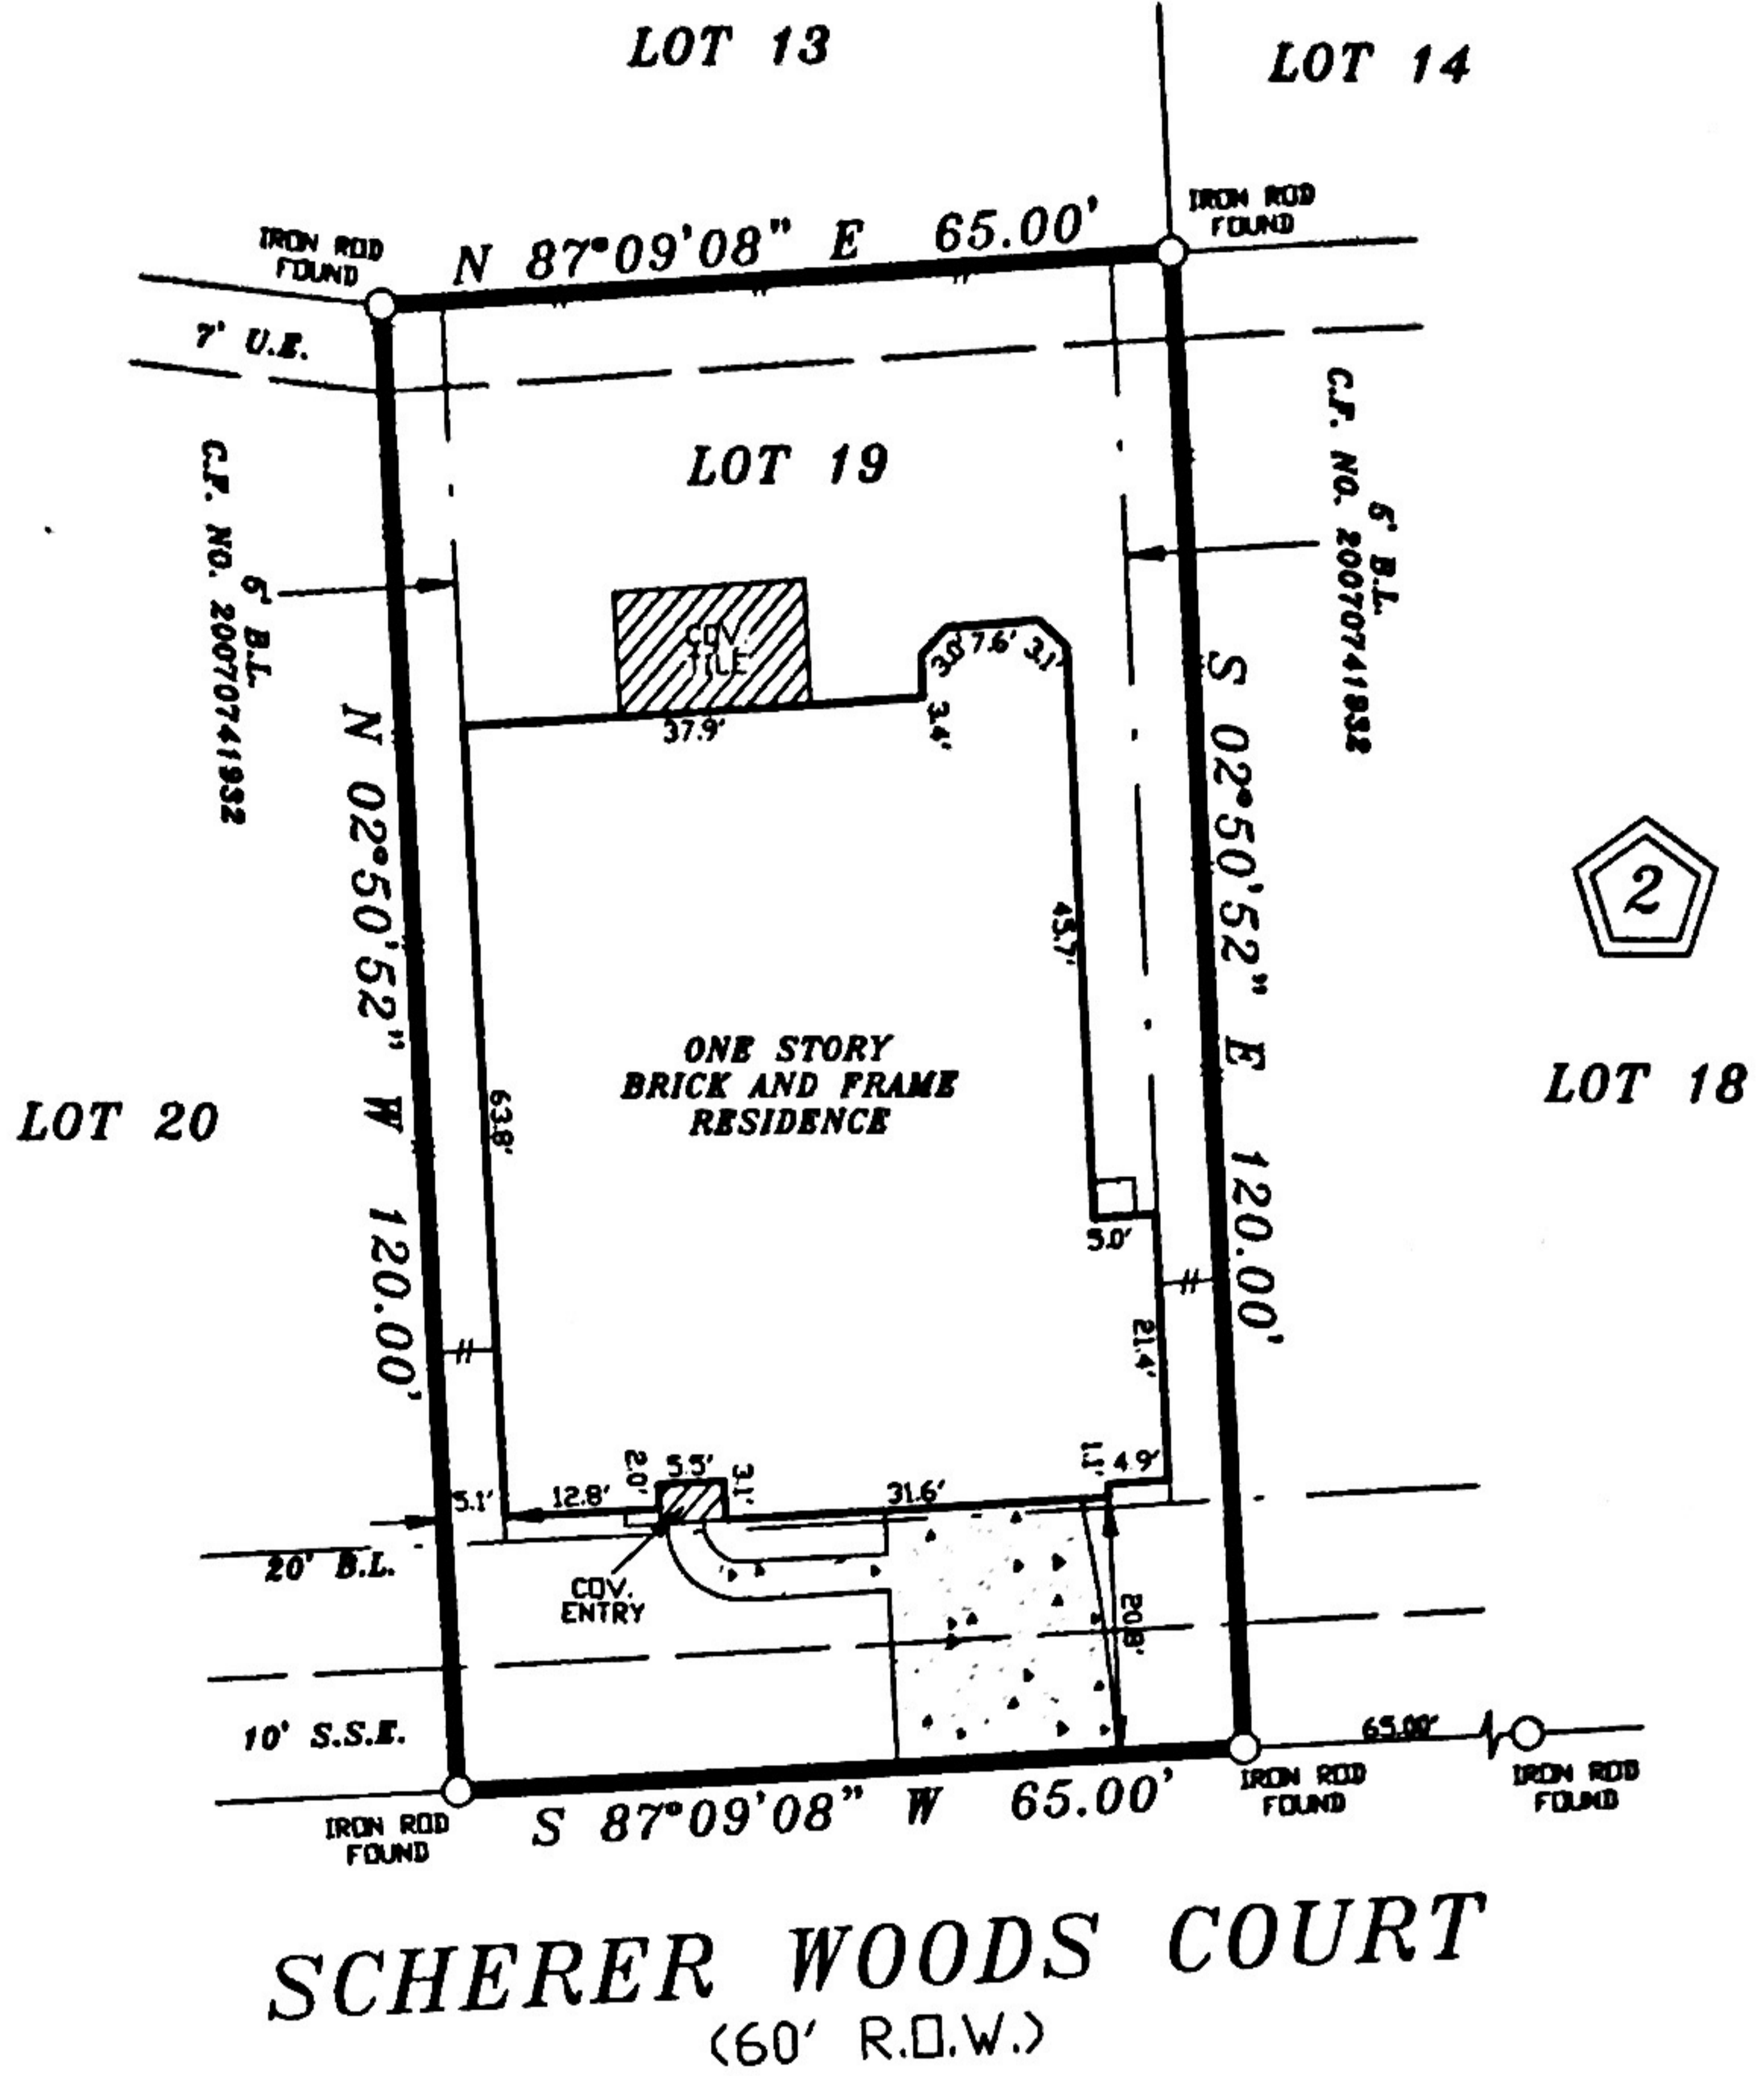 LOT 13
LOT 14
IRON ROD
FOUND
IRON ROD
FOUND
N 87°09'08" E 65.00'
7' U.E.
LOT 19
6' B.L.
C.F. NO. 20070741932
6' B.L.
C.F. NO. 20070741932
COV.
TILE
7.6'
3.1'
37.9'
3.4'
N 02°50'52" W 120.00'
S 02°50'52" E 120.00'
2
45.7'
ONE STORY
BRICK AND FRAME
RESIDENCE
LOT 20
LOT 18
63.8'
5.0'
21.4'
2.0'
5.5'
3.1'
1.1'
4.9'
5.1'
12.8'
31.6'
20' B.L.
COV.
ENTRY
20.8'
10' S.S.E.
65.00'
IRON ROD
FOUND
S 87°09'08" W 65.00'
IRON ROD
FOUND
IRON ROD
FOUND
SCHERER WOODS COURT
(60' R.O.W.)